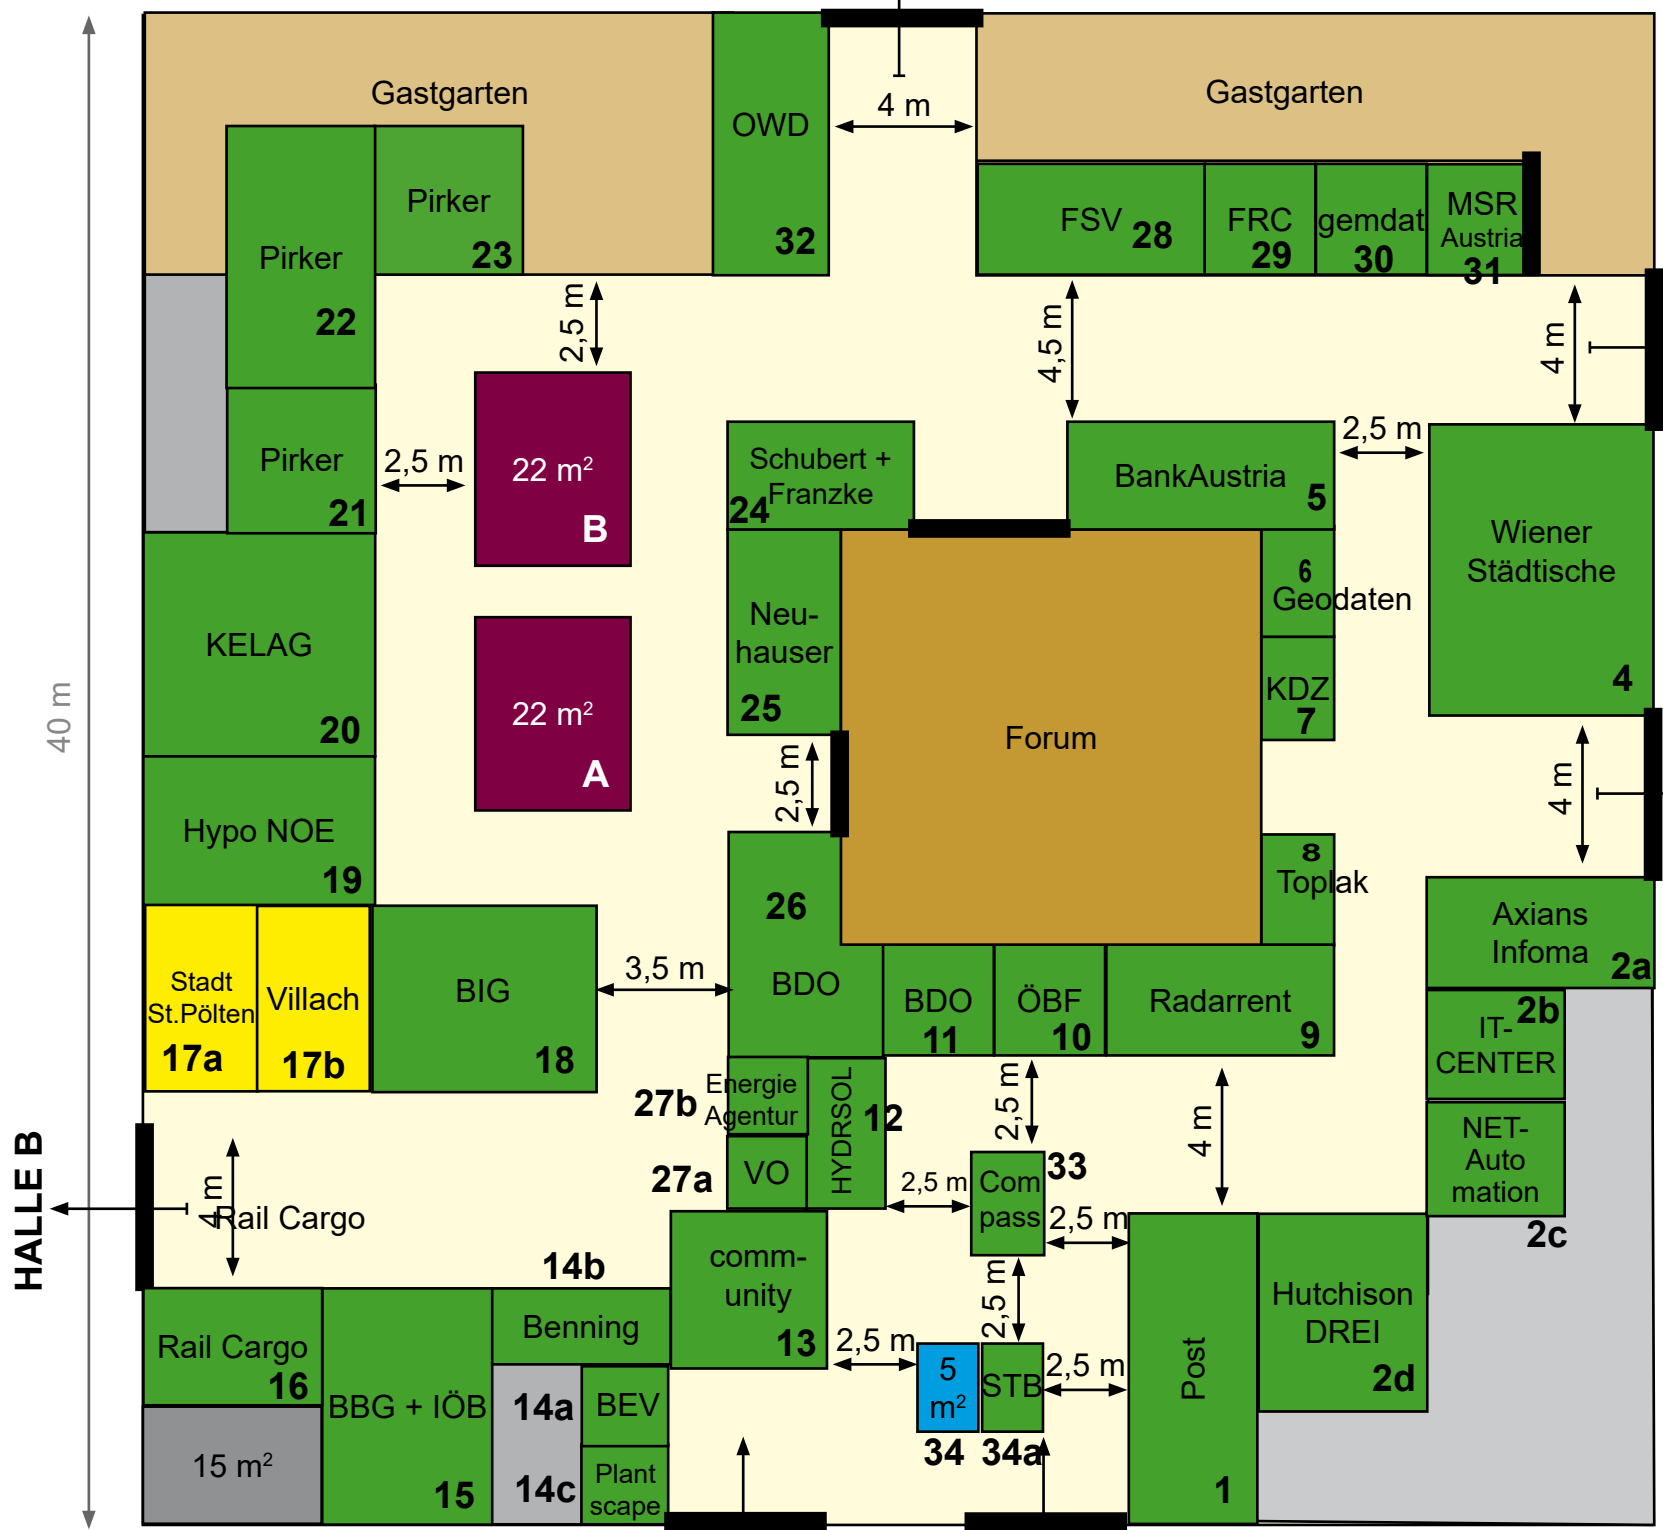 Gastgarten
Gastgarten
OWD
32
4 m
Pirker
23
Pirker
22
FSV 28
FRC
29
gemdat
30
MSR
Austria
31
2,5 m
4,5 m
4 m
Pirker
21
2,5 m
22 m²
B
Schubert +
Franzke
24
BankAustria
5
2,5 m
Wiener
Städtische
4
KELAG
20
22 m²
A
Neu-
hauser
25
6
Geodaten
KDZ
7
Forum
40 m
2,5 m
4 m
Hypo NOE
19
26
BDO
8
Toplak
Axians
Infoma
2a
Stadt
St.Pölten
17a
Villach
17b
BIG
18
3,5 m
BDO
11
ÖBF
10
Radarrent
9
2b
IT-
CENTER
27b
Energie
Agentur
HYDRSOL
12
2,5 m
4 m
NET-
Auto
mation
2c
27a
VO
2,5 m
Com
pass
33
2,5 m
HALLE B
4 m
Rail Cargo
14b
comm-
unity
13
2,5 m
Hutchison
DREI
2d
Rail Cargo
16
BBG + IÖB
15
Benning
2,5 m
5
m²
34
STB
34a
2,5 m
Post
1
14a
BEV
15 m²
14c
Plant
scape